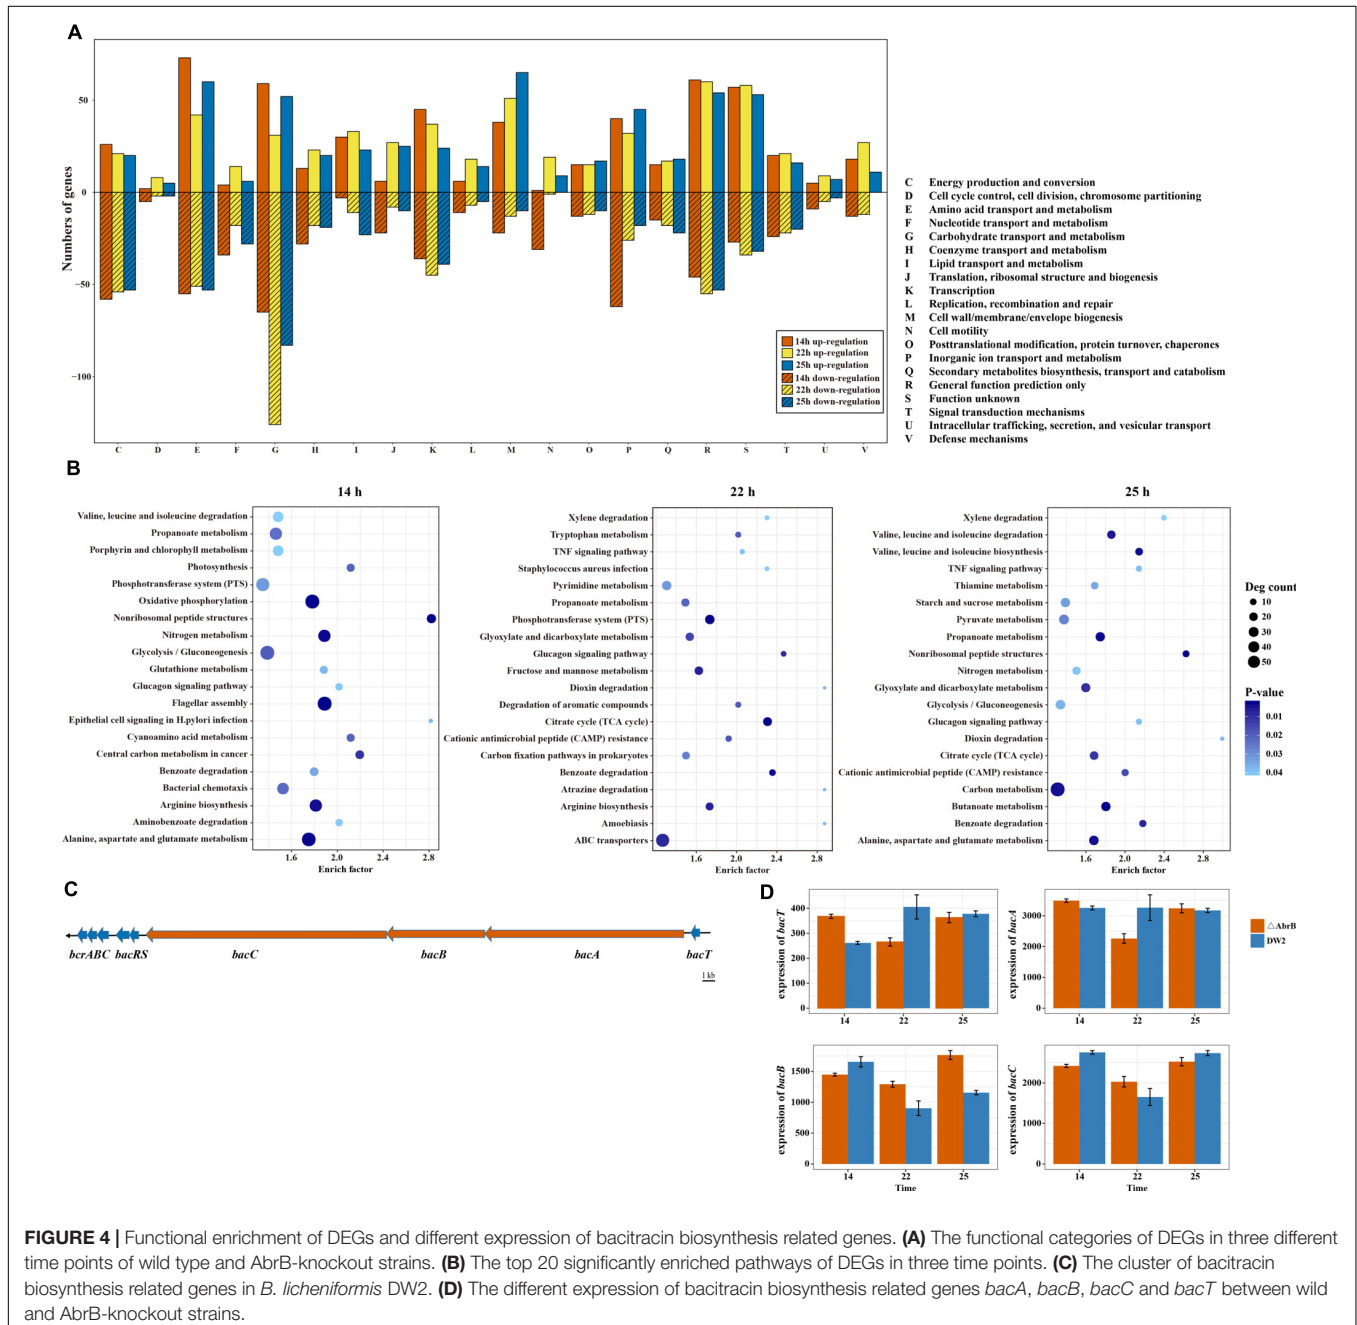 A
Numbers of genes
50
0
−50
−100
14h up-regulation
22h up-regulation
25h up-regulation
14h down-regulation
22h down-regulation
25h down-regulation
C D E F G H I J K L M N O P Q R S T U V
C Energy production and conversion
D Cell cycle control, cell division, chromosome partitioning
E Amino acid transport and metabolism
F Nucleotide transport and metabolism
G Carbohydrate transport and metabolism
H Coenzyme transport and metabolism
I Lipid transport and metabolism
J Translation, ribosomal structure and biogenesis
K Transcription
L Replication, recombination and repair
M Cell wall/membrane/envelope biogenesis
N Cell motility
O Posttranslational modification, protein turnover, chaperones
P Inorganic ion transport and metabolism
Q Secondary metabolites biosynthesis, transport and catabolism
R General function prediction only
S Function unknown
T Signal transduction mechanisms
U Intracellular trafficking, secretion, and vesicular transport
V Defense mechanisms
B
14 h
Valine, leucine and isoleucine degradation
Propanoate metabolism
Porphyrin and chlorophyll metabolism
Photosynthesis
Phosphotransferase system (PTS)
Oxidative phosphorylation
Nonribosomal peptide structures
Nitrogen metabolism
Glycolysis / Gluconeogenesis
Glutathione metabolism
Glucagon signaling pathway
Flagellar assembly
Epithelial cell signaling in H.pylori infection
Cyanoamino acid metabolism
Central carbon metabolism in cancer
Benzoate degradation
Bacterial chemotaxis
Arginine biosynthesis
Aminobenzoate degradation
Alanine, aspartate and glutamate metabolism
1.6 2.0 2.4 2.8
Enrich factor
22 h
Xylene degradation
Tryptophan metabolism
TNF signaling pathway
Staphylococcus aureus infection
Pyrimidine metabolism
Propanoate metabolism
Phosphotransferase system (PTS)
Glyoxylate and dicarboxylate metabolism
Glucagon signaling pathway
Fructose and mannose metabolism
Dioxin degradation
Degradation of aromatic compounds
Citrate cycle (TCA cycle)
Cationic antimicrobial peptide (CAMP) resistance
Carbon fixation pathways in prokaryotes
Benzoate degradation
Atrazine degradation
Arginine biosynthesis
Amoebiasis
ABC transporters
1.6 2.0 2.4 2.8
Enrich factor
25 h
Xylene degradation
Valine, leucine and isoleucine degradation
Valine, leucine and isoleucine biosynthesis
TNF signaling pathway
Thiamine metabolism
Starch and sucrose metabolism
Pyruvate metabolism
Propanoate metabolism
Nonribosomal peptide structures
Nitrogen metabolism
Glyoxylate and dicarboxylate metabolism
Glycolysis / Gluconeogenesis
Glucagon signaling pathway
Dioxin degradation
Citrate cycle (TCA cycle)
Cationic antimicrobial peptide (CAMP) resistance
Carbon metabolism
Butanoate metabolism
Benzoate degradation
Alanine, aspartate and glutamate metabolism
1.6 2.0 2.4 2.8
Enrich factor
Deg count
10
20
30
40
50
P-value
0.01
0.02
0.03
0.04
C
bcrABC bacRS bacC bacB bacA bacT
1 kb
D
expression of bacT
400
300
200
100
0
14 22 25
expression of bacA
3000
2000
1000
0
14 22 25
△AbrB
DW2
expression of bacB
1500
1000
500
0
14 22 25
Time
expression of bacC
2000
1000
0
14 22 25
Time
FIGURE 4 | Functional enrichment of DEGs and different expression of bacitracin biosynthesis related genes. (A) The functional categories of DEGs in three different
time points of wild type and AbrB-knockout strains. (B) The top 20 significantly enriched pathways of DEGs in three time points. (C) The cluster of bacitracin
biosynthesis related genes in B. licheniformis DW2. (D) The different expression of bacitracin biosynthesis related genes bacA, bacB, bacC and bacT between wild
and AbrB-knockout strains.